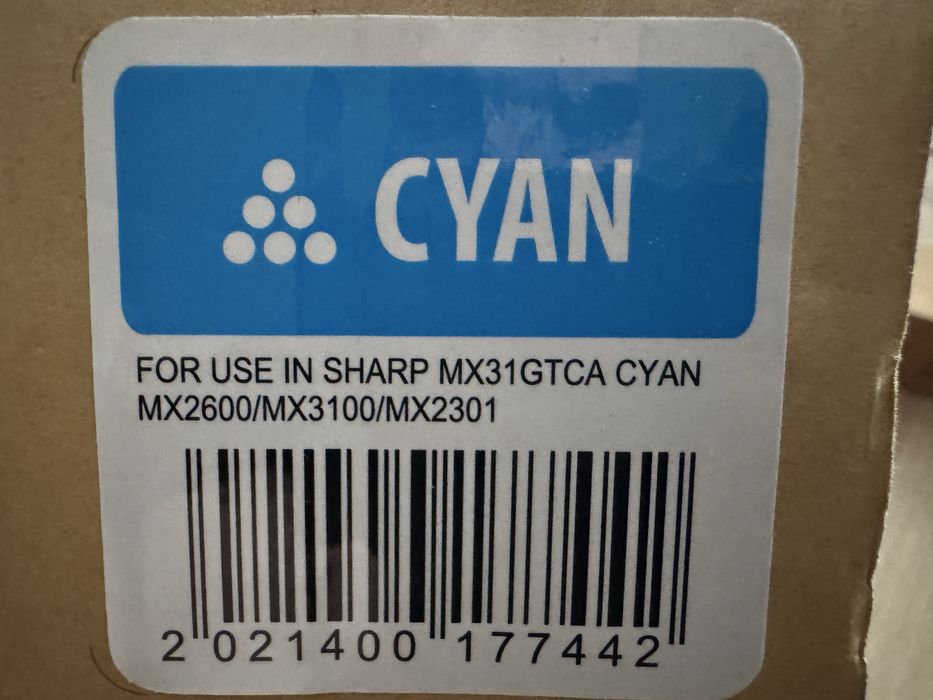 CYAN
FOR USE IN SHARP MX31GTCA CYAN
MX2600/MX3100/MX2301
2 021400 177442